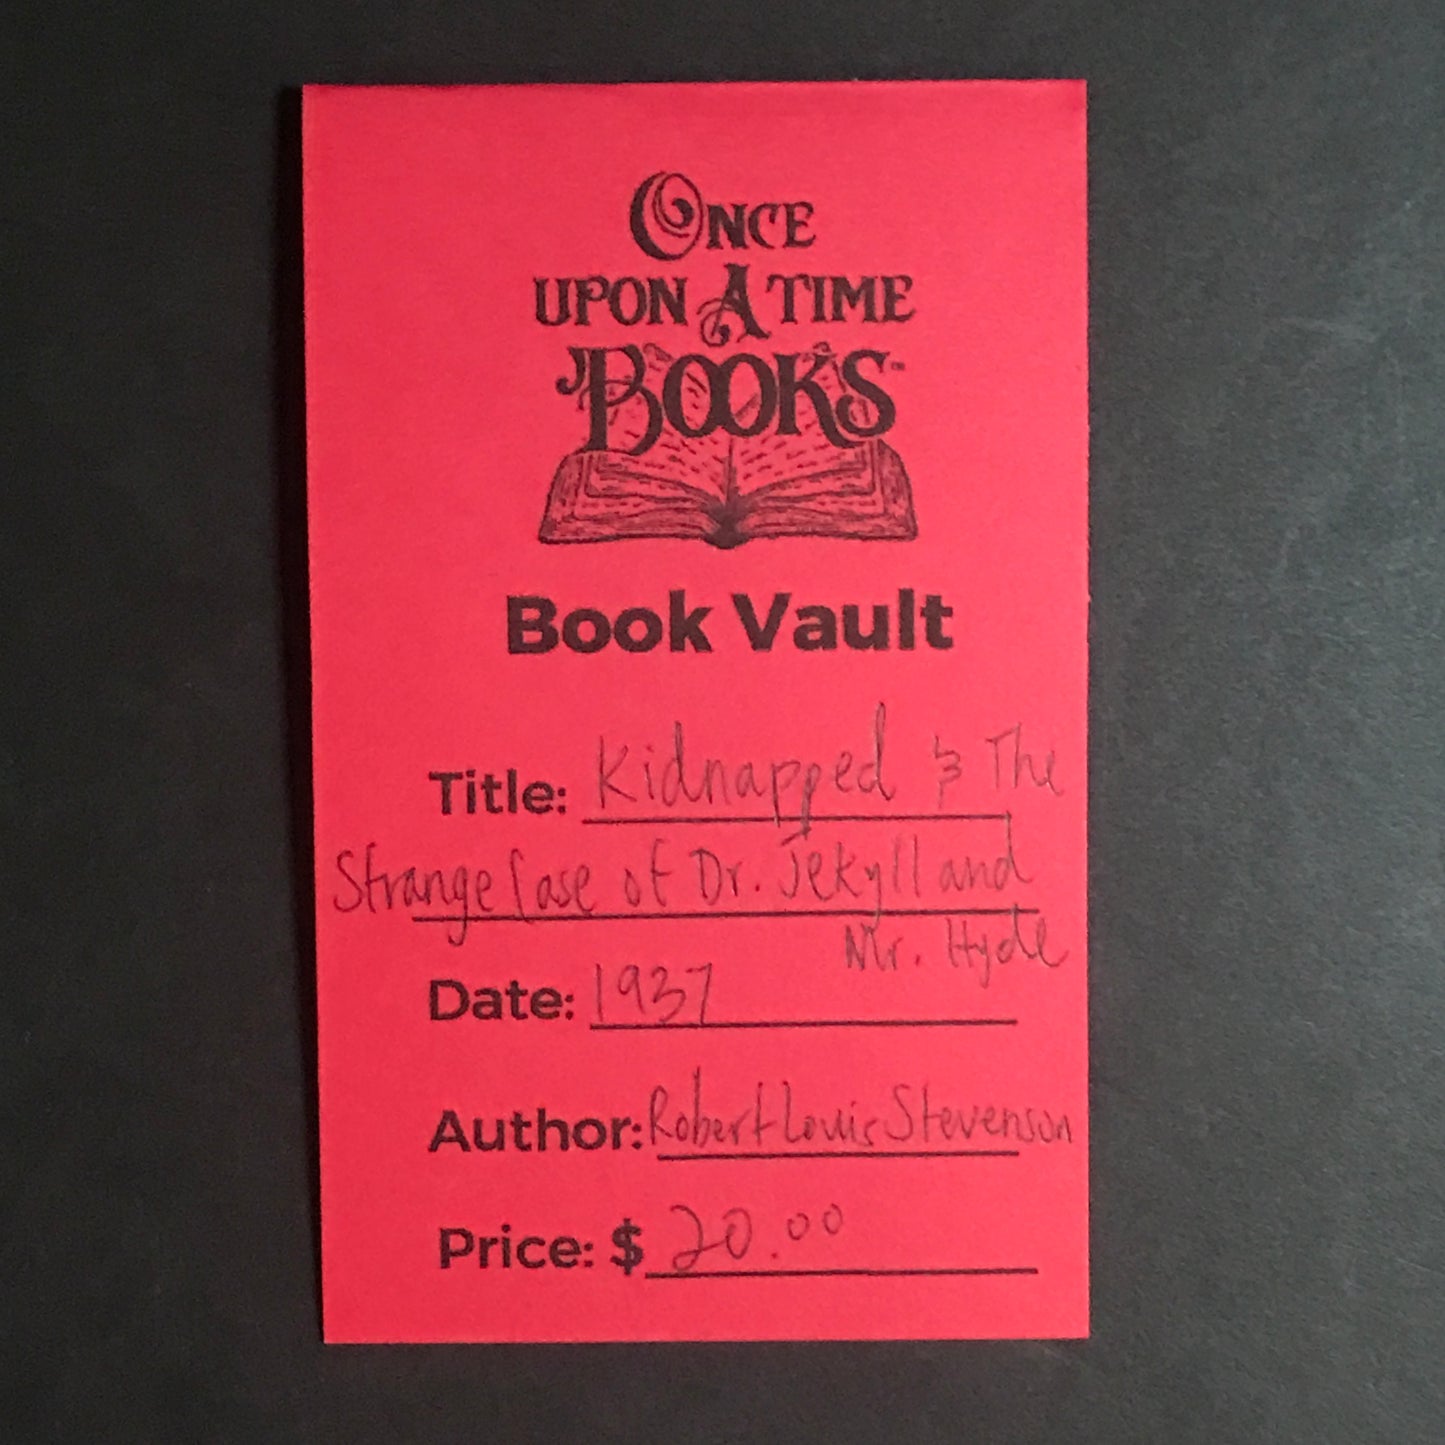 ONCE
UPON A TIME
BOOKS™
Book Vault
Title: Kidnapped & The
Strange Case of Dr. Jekyll and
Mr. Hyde
Date: 1937
Author: Robert Louis Stevenson
Price: $ 20.00